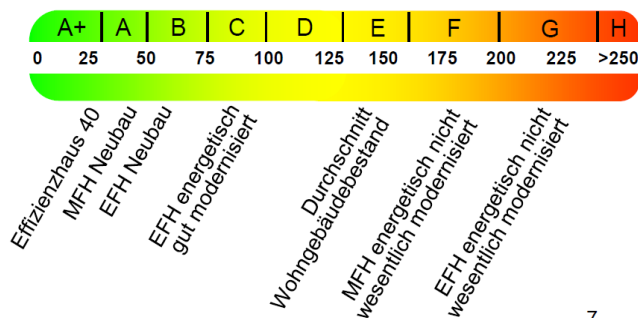 A+ A B C D E F G H
0 25 50 75 100 125 150 175 200 225 >250
Effizienzhaus 40
MFH Neubau
EFH Neubau
EFH energetisch
gut modernisiert
Durchschnitt
Wohngebäudebestand
MFH energetisch nicht
wesentlich modernisiert
EFH energetisch nicht
wesentlich modernisiert